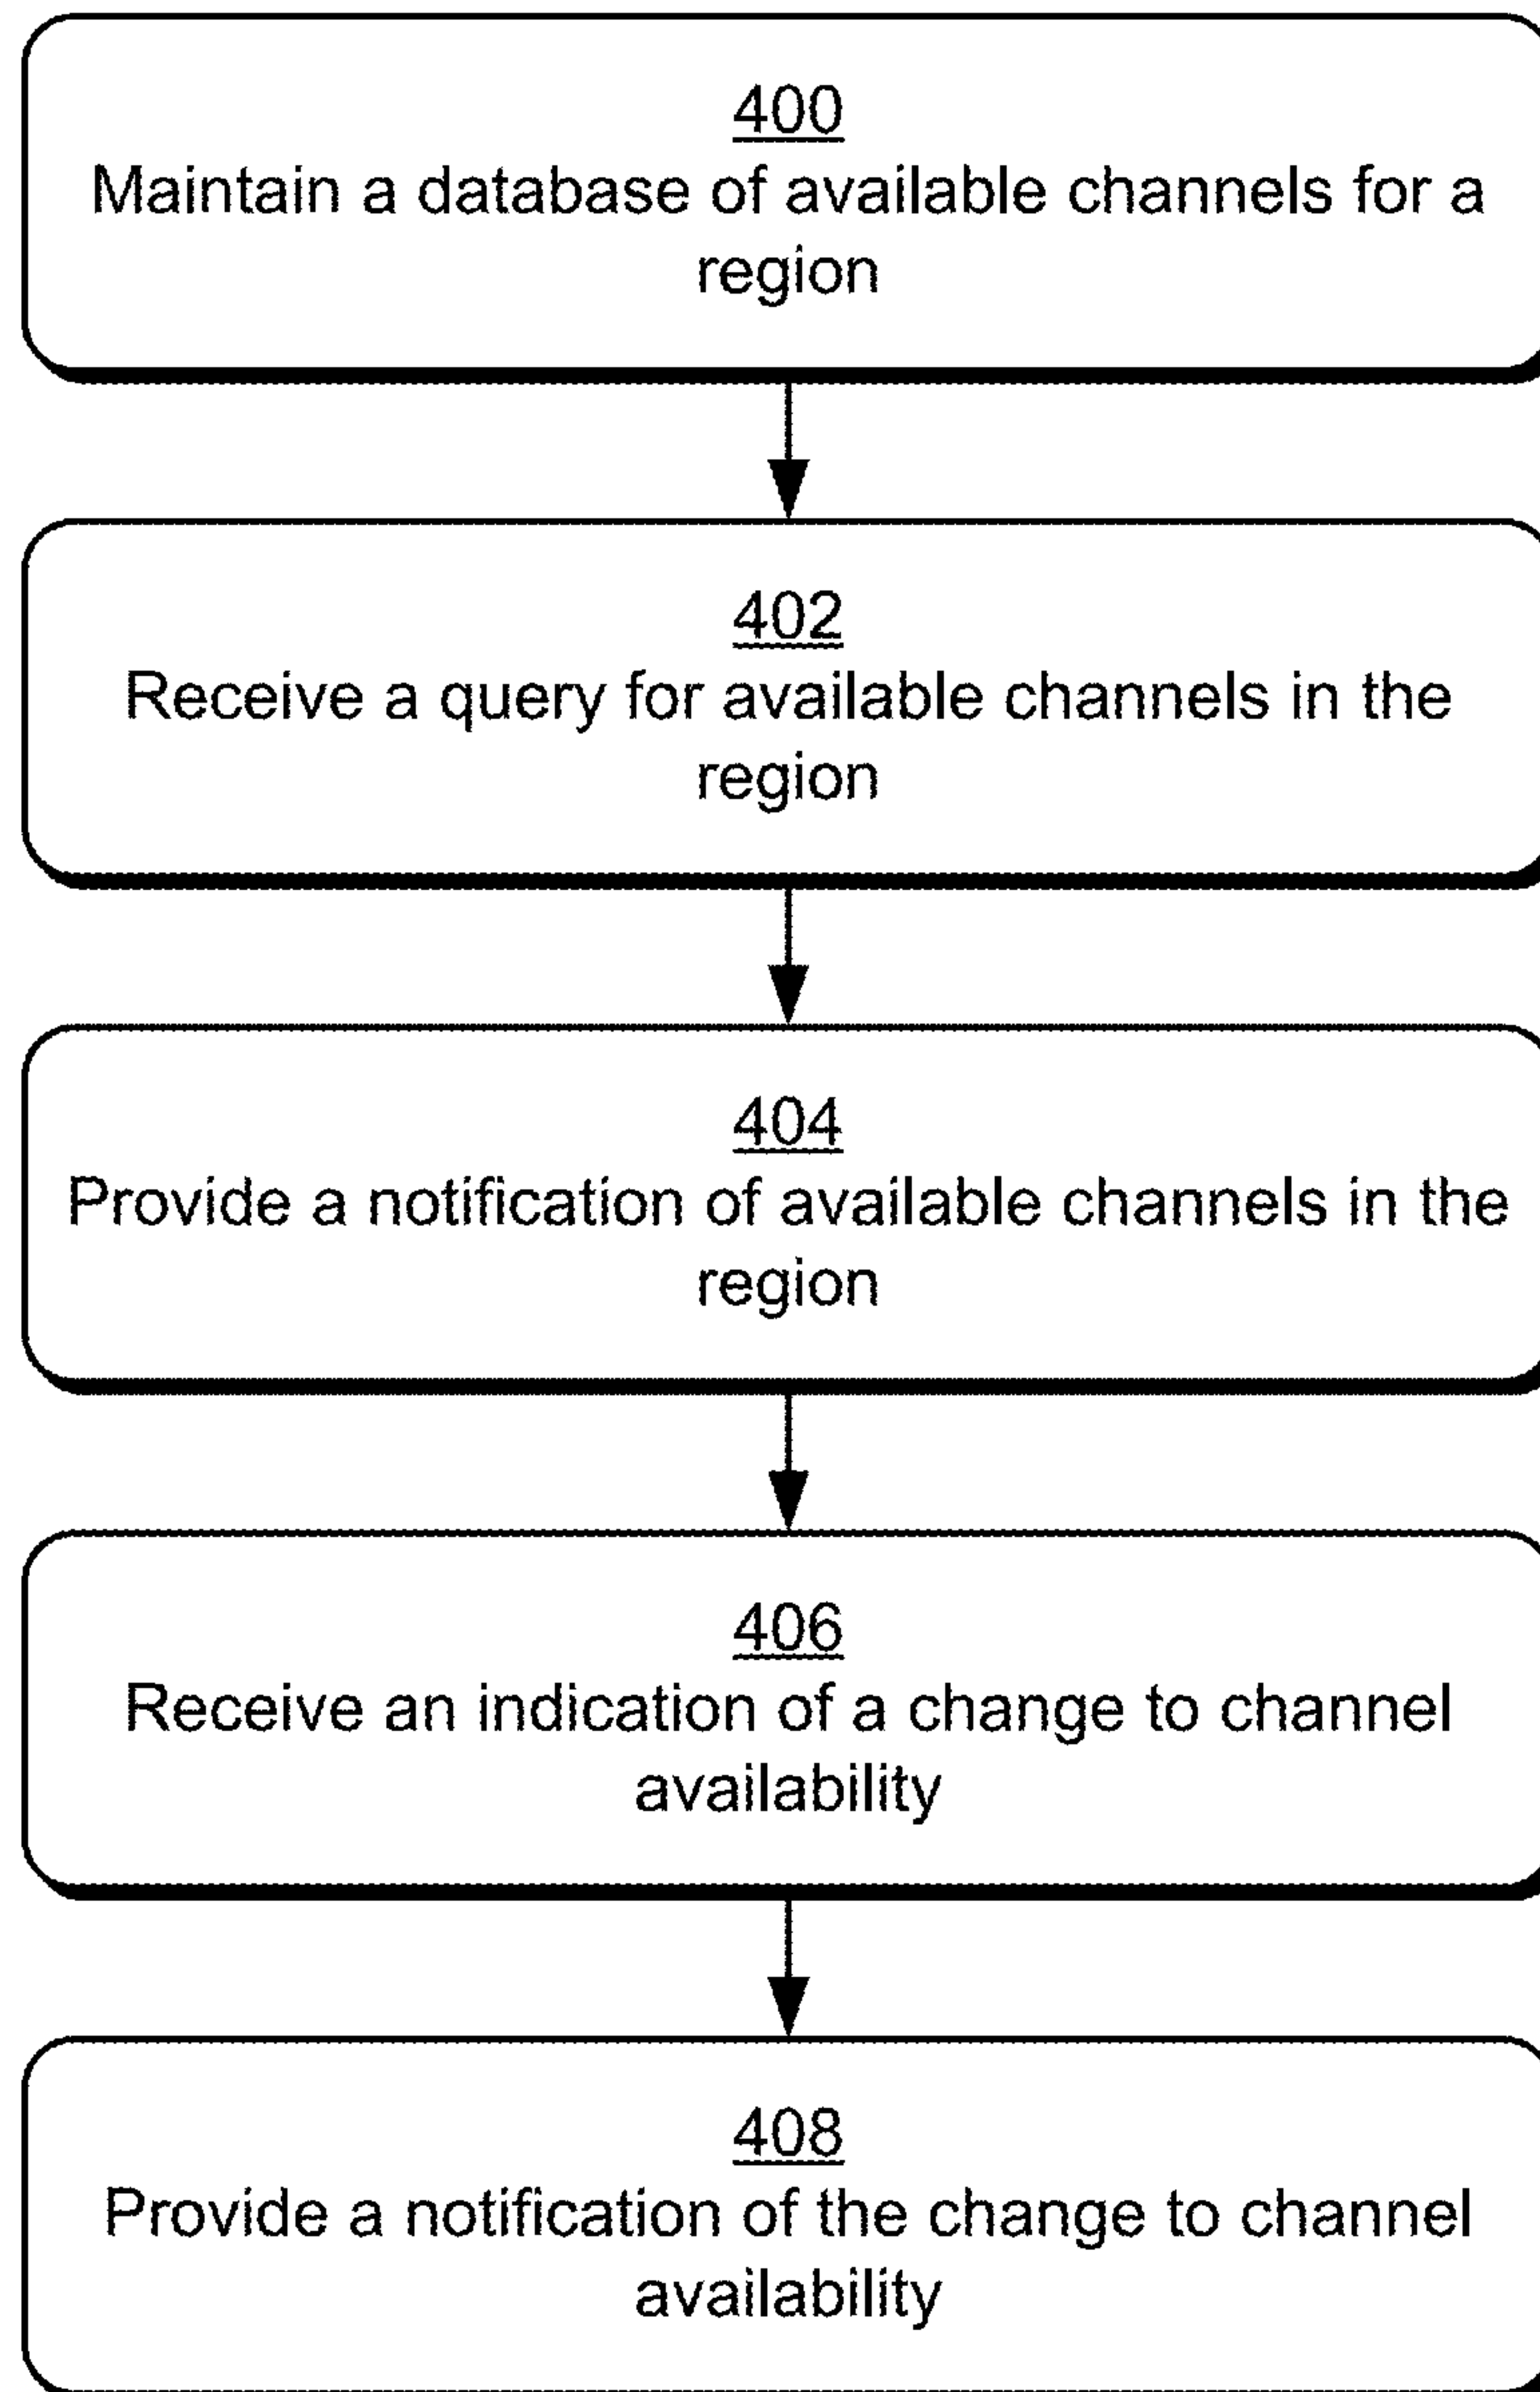 400
Maintain a database of available channels for a
region
402
Receive a query for available channels in the
region
404
Provide a notification of available channels in the
region
406
Receive an indication of a change to channel
availability
408
Provide a notification of the change to channel
availability